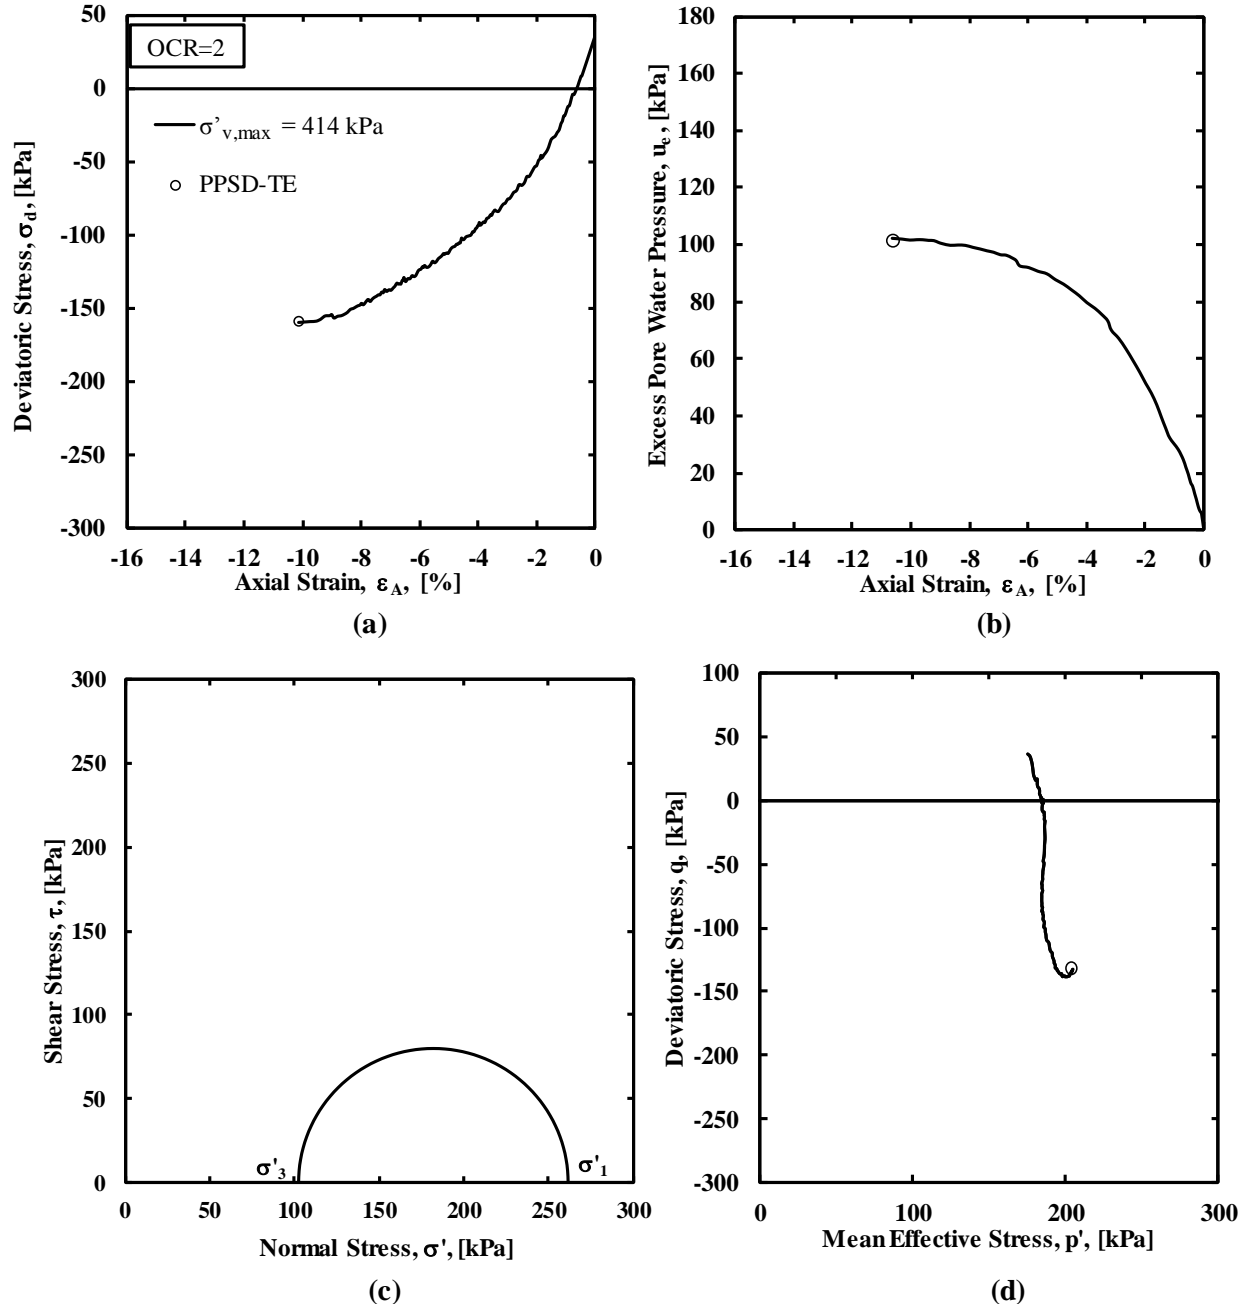 OCR=2
σ'v,max = 414 kPa
PPSD-TE
Deviatoric Stress, σd, [kPa]
50
0
-50
-100
-150
-200
-250
-300
-16 -14 -12 -10 -8 -6 -4 -2 0
Axial Strain, εA, [%]
(a)
Excess Pore Water Pressure, ue, [kPa]
180
160
140
120
100
80
60
40
20
0
-16 -14 -12 -10 -8 -6 -4 -2 0
Axial Strain, εA, [%]
(b)
Shear Stress, τ, [kPa]
300
250
200
150
100
50
0
σ'3
σ'1
0 50 100 150 200 250 300
Normal Stress, σ', [kPa]
(c)
Deviatoric Stress, q, [kPa]
100
50
0
-50
-100
-150
-200
-250
-300
0 100 200 300
Mean Effective Stress, p', [kPa]
(d)